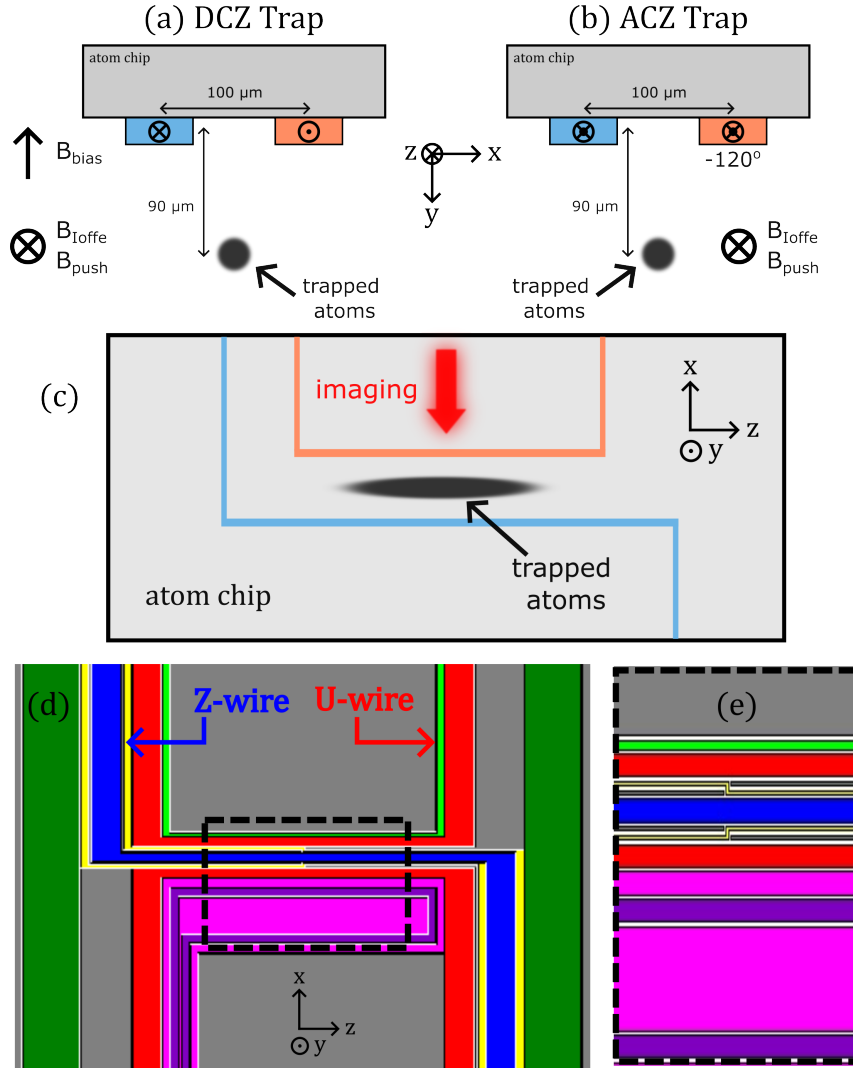 (a) DCZ Trap
(b) ACZ Trap
atom chip
100 μm
atom chip
100 μm
B_bias
z x
y
-120°
90 μm
90 μm
B_Ioffe
B_push
B_Ioffe
B_push
trapped
atoms
trapped
atoms
(c)
imaging
x
z
y
trapped
atoms
atom chip
(d)
Z-wire
U-wire
(e)
x
z
y